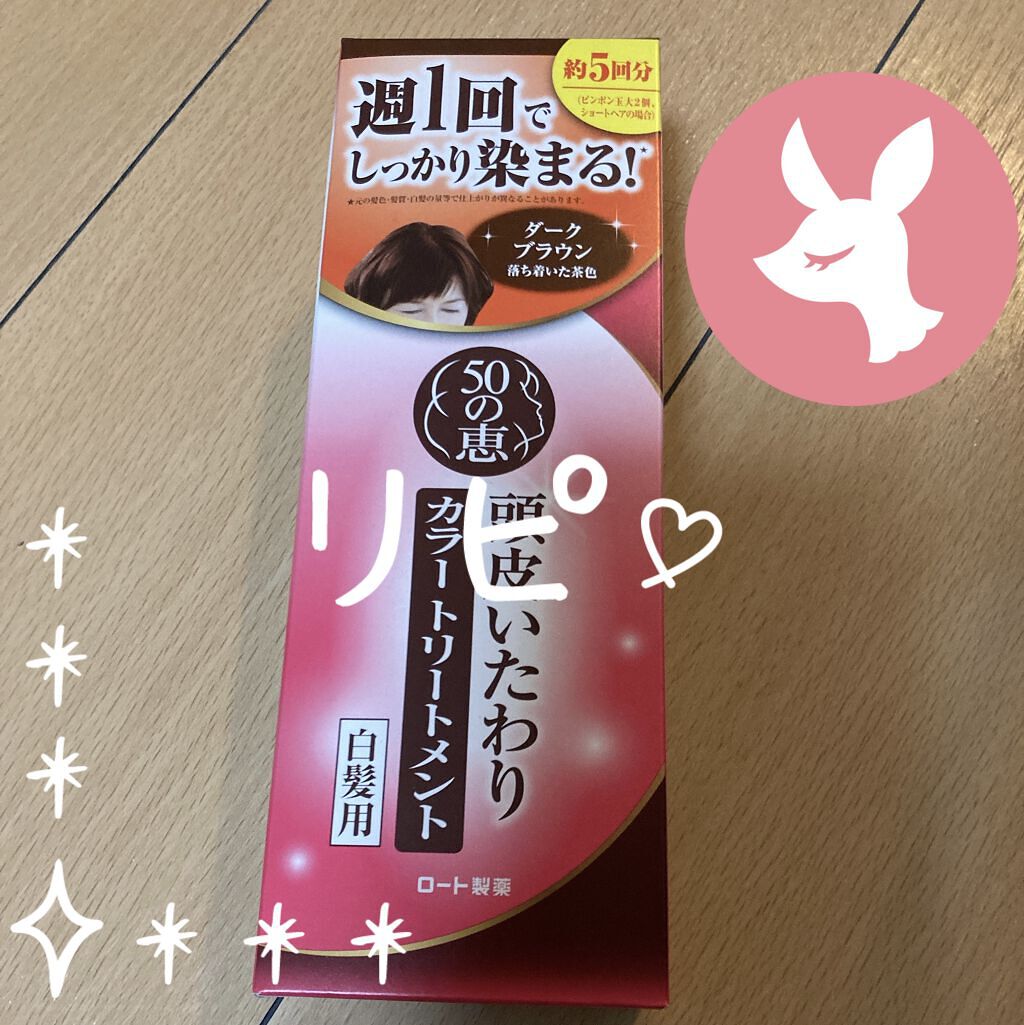 週1回で
しっかり染まる!★
★元の髪色・髪質・白髪の量等で仕上がりが異なることがあります。
約5回分
(ピンポン玉大2個、
ショートヘアの場合)
ダーク
ブラウン
落ち着いた茶色
50
の
恵
リピ♡
頭皮いたわり
カラートリートメント
白髪用
ロート製薬